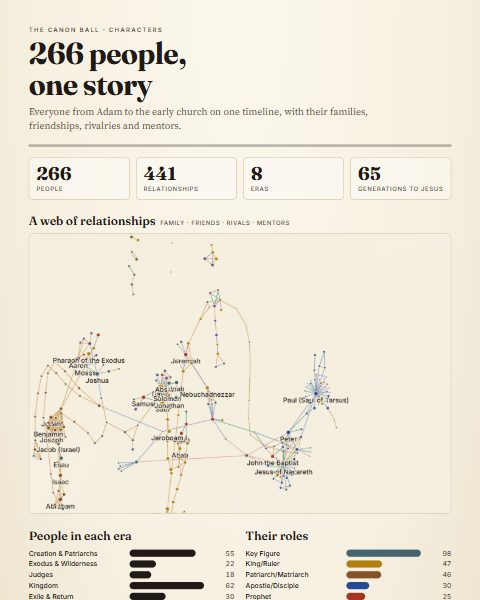 THE CANON BALL · CHARACTERS
266 people,
one story
Everyone from Adam to the early church on one timeline, with their families,
friendships, rivalries and mentors.
266
PEOPLE
441
RELATIONSHIPS
8
ERAS
65
GENERATIONS TO JESUS
A web of relationships FAMILY · FRIENDS · RIVALS · MENTORS
Pharaoh of the Exodus
Aaron
Moses
Joshua
Jeremiah
Nebuchadnezzar
Solomon
Samuel Jonathan
Saul
Paul (Saul of Tarsus)
Benjamin
Joseph
Jacob (Israel)
Jeroboam I
Peter
Ahab
Esau
John the Baptist
Jesus of Nazareth
Isaac
Abraham
People in each era
Creation & Patriarchs 55
Exodus & Wilderness 22
Judges 18
Kingdom 62
Exile & Return 30
Their roles
Key Figure 98
King/Ruler 47
Patriarch/Matriarch 46
Apostle/Disciple 30
Prophet 25